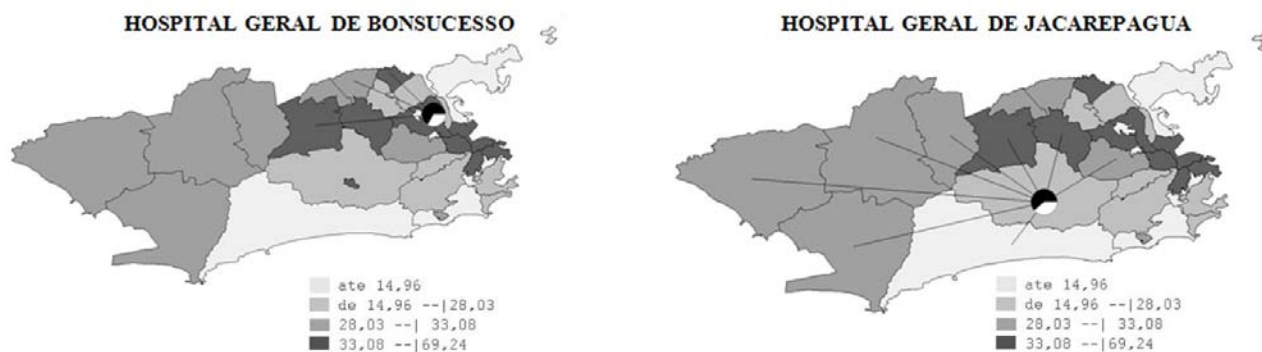 HOSPITAL GERAL DE BONSUCESSO
ate 14,96
de 14,96 --|28,03
28,03 --| 33,08
33,08 --|69,24
HOSPITAL GERAL DE JACAREPAGUA
ate 14,96
de 14,96 --|28,03
28,03 --| 33,08
33,08 --|69,24